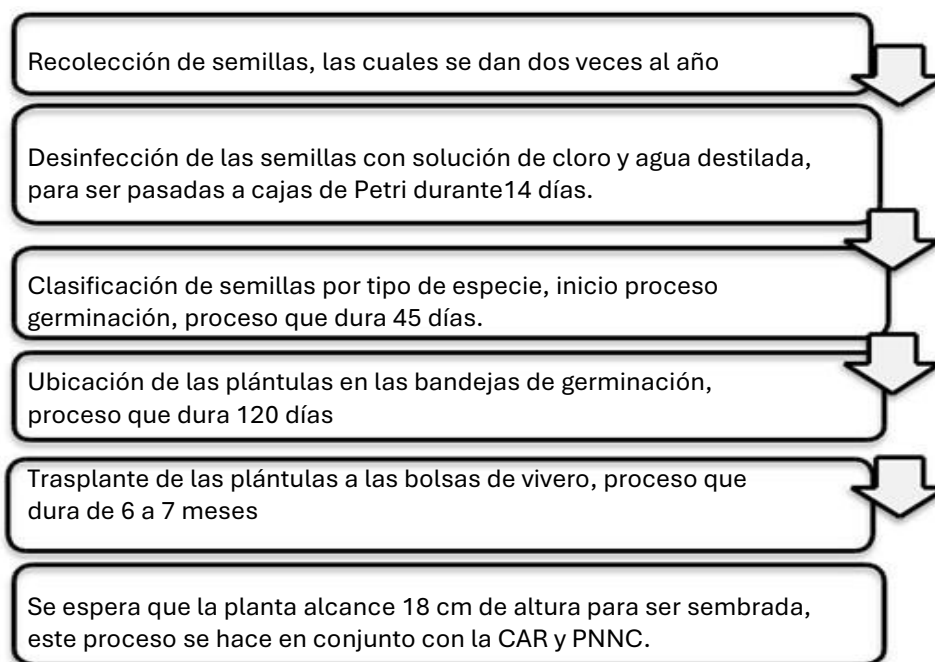 Recolección de semillas, las cuales se dan dos veces al año
Desinfección de las semillas con solución de cloro y agua destilada,
para ser pasadas a cajas de Petri durante14 días.
Clasificación de semillas por tipo de especie, inicio proceso
germinación, proceso que dura 45 días.
Ubicación de las plántulas en las bandejas de germinación,
proceso que dura 120 días
Trasplante de las plántulas a las bolsas de vivero, proceso que
dura de 6 a 7 meses
Se espera que la planta alcance 18 cm de altura para ser sembrada,
este proceso se hace en conjunto con la CAR y PNNC.